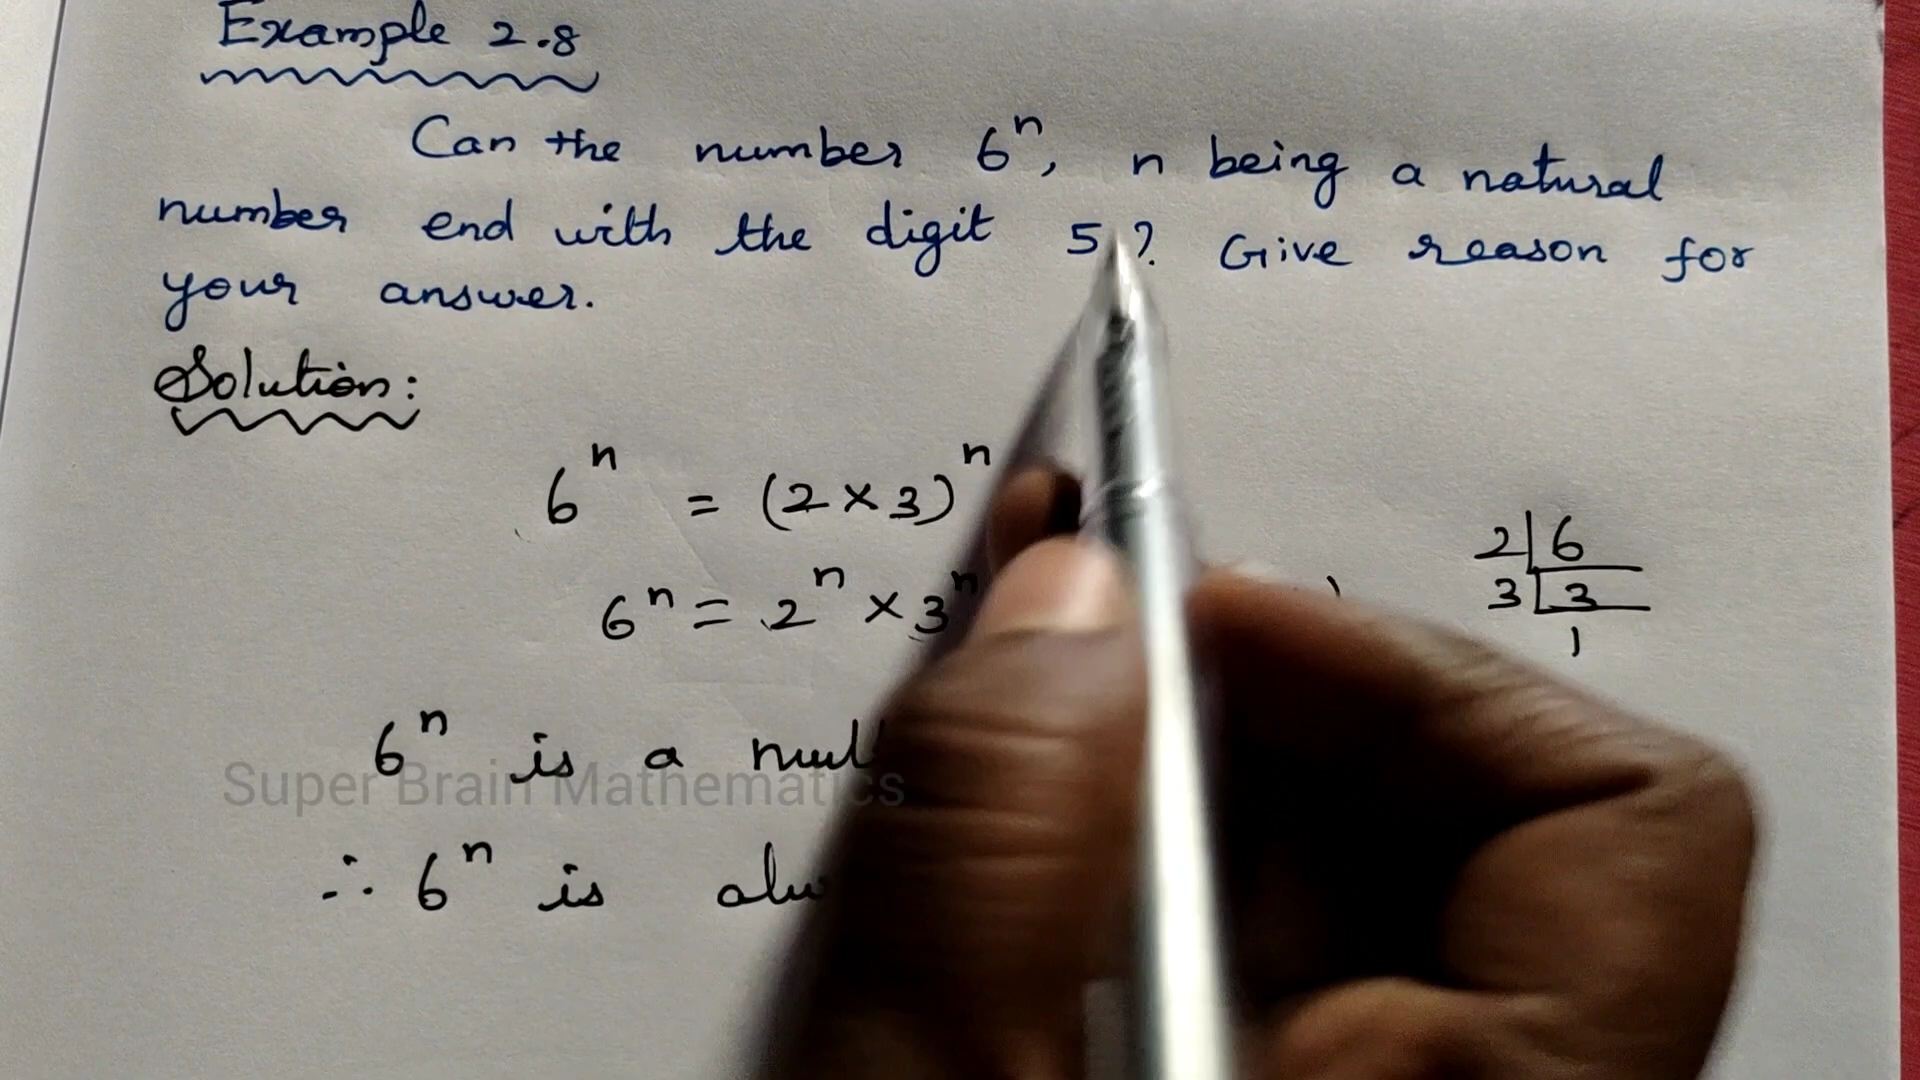 Example 2.8
Can the number 6ⁿ, n being a natural
number end with the digit 5? Give reason for
your answer.
Solution:
6ⁿ = (2 × 3)ⁿ
6ⁿ = 2ⁿ × 3ⁿ
2 | 6
3 | 3
1
6ⁿ is a
Super Brain Mathematics
∴ 6ⁿ is